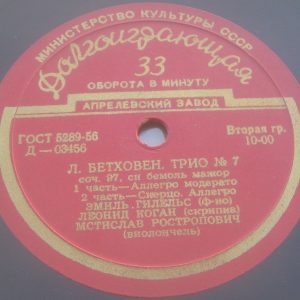 МИНИСТЕРСТВО КУЛЬТУРЫ СССР
Долгоиграющая
33
ОБОРОТА В МИНУТУ
АПРЕЛЕВСКИЙ ЗАВОД
ГОСТ 5289-56
Д—03456
Вторая гр.
10-00
Л. БЕТХОВЕН. ТРИО № 7
соч. 97, си бемоль мажор
1 часть—Аллегро модерато
2 часть—Скерцо. Аллегро
ЭМИЛЬ ГИЛЕЛЬС (ф-но)
ЛЕОНИД КОГАН (скрипка)
МСТИСЛАВ РОСТРОПОВИЧ
(виолончель)